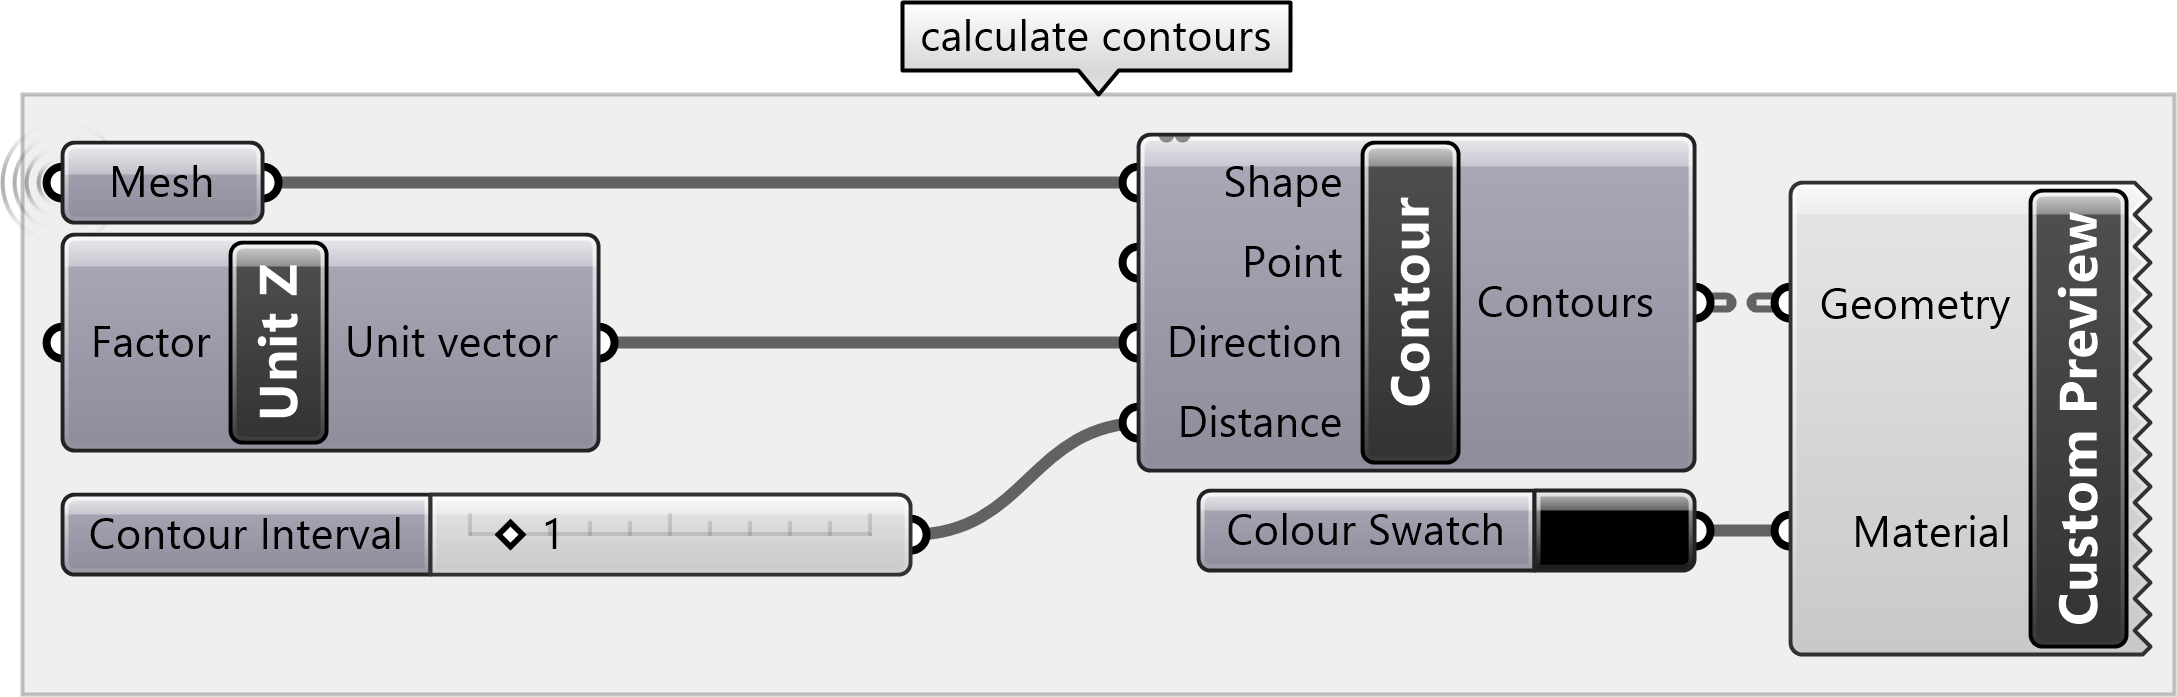 calculate contours
Mesh
Factor
Unit Z
Unit vector
Contour Interval
1
Shape
Point
Direction
Distance
Contour
Contours
Colour Swatch
Geometry
Material
Custom Preview